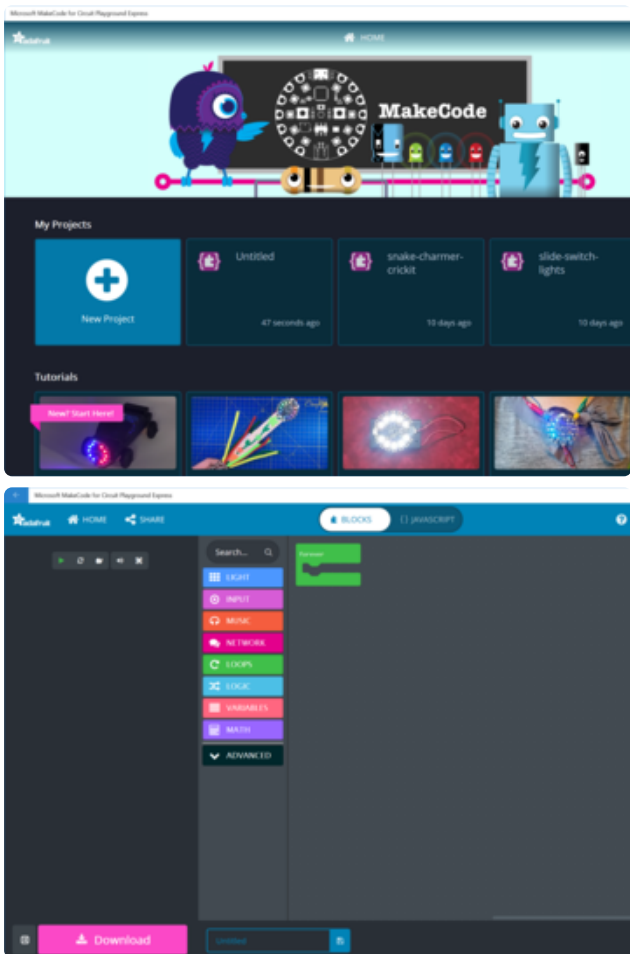 Microsoft MakeCode for Circuit Playground Express
adafruit
HOME
MakeCode
My Projects
New Project
Untitled
47 seconds ago
snake-charmer-
crickit
10 days ago
slide-switch-
lights
10 days ago
Tutorials
New? Start Here!
Microsoft MakeCode for Circuit Playground Express
adafruit
HOME
SHARE
BLOCKS
{} JAVASCRIPT
?
Search...
forever
LIGHT
INPUT
MUSIC
NETWORK
LOOPS
LOGIC
VARIABLES
MATH
ADVANCED
Download
Untitled